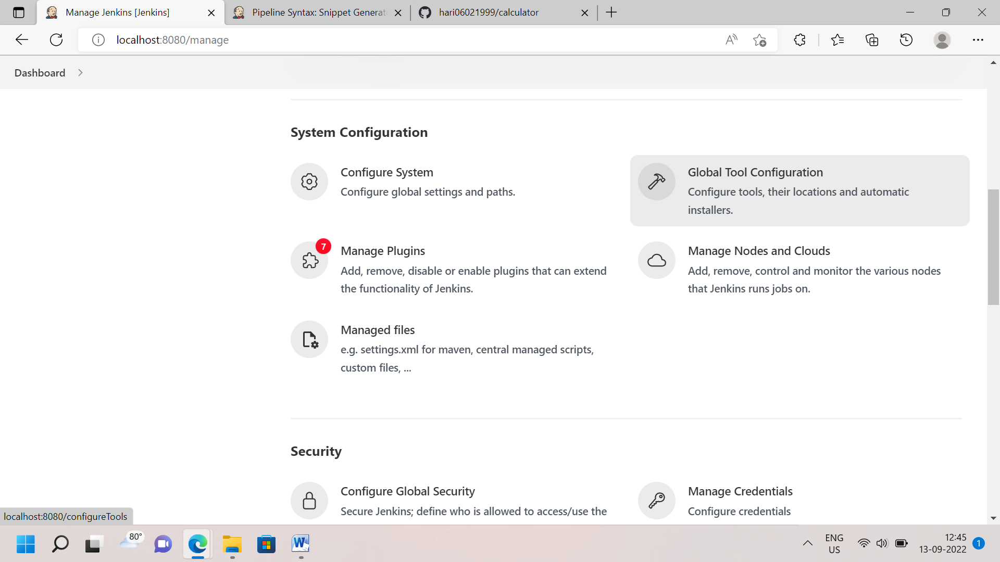 Manage Jenkins [Jenkins]
Pipeline Syntax: Snippet Generat
hari06021999/calculator
localhost:8080/manage
Dashboard
System Configuration
Configure System
Configure global settings and paths.
Global Tool Configuration
Configure tools, their locations and automatic
installers.
7
Manage Plugins
Add, remove, disable or enable plugins that can extend
the functionality of Jenkins.
Manage Nodes and Clouds
Add, remove, control and monitor the various nodes
that Jenkins runs jobs on.
Managed files
e.g. settings.xml for maven, central managed scripts,
custom files, ...
Security
Configure Global Security
Secure Jenkins; define who is allowed to access/use the
Manage Credentials
Configure credentials
localhost:8080/configureTools
80°
ENG
US
12:45
13-09-2022
1